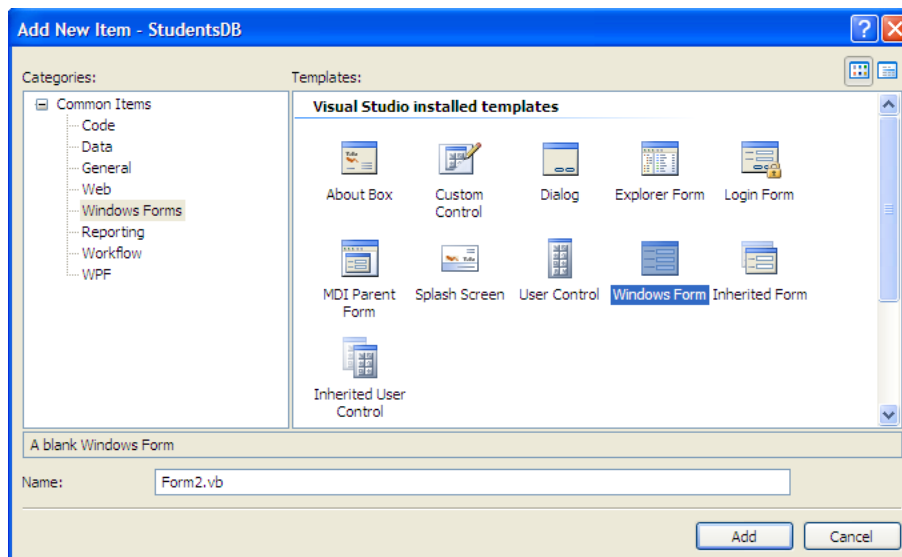 Add New Item - StudentsDB
Categories:
Templates:
Common Items
Code
Data
General
Web
Windows Forms
Reporting
Workflow
WPF
Visual Studio installed templates
About Box
Custom
Control
Dialog
Explorer Form
Login Form
MDI Parent
Form
Splash Screen
User Control
Windows Form
Inherited Form
Inherited User
Control
A blank Windows Form
Name:
Form2.vb
Add
Cancel